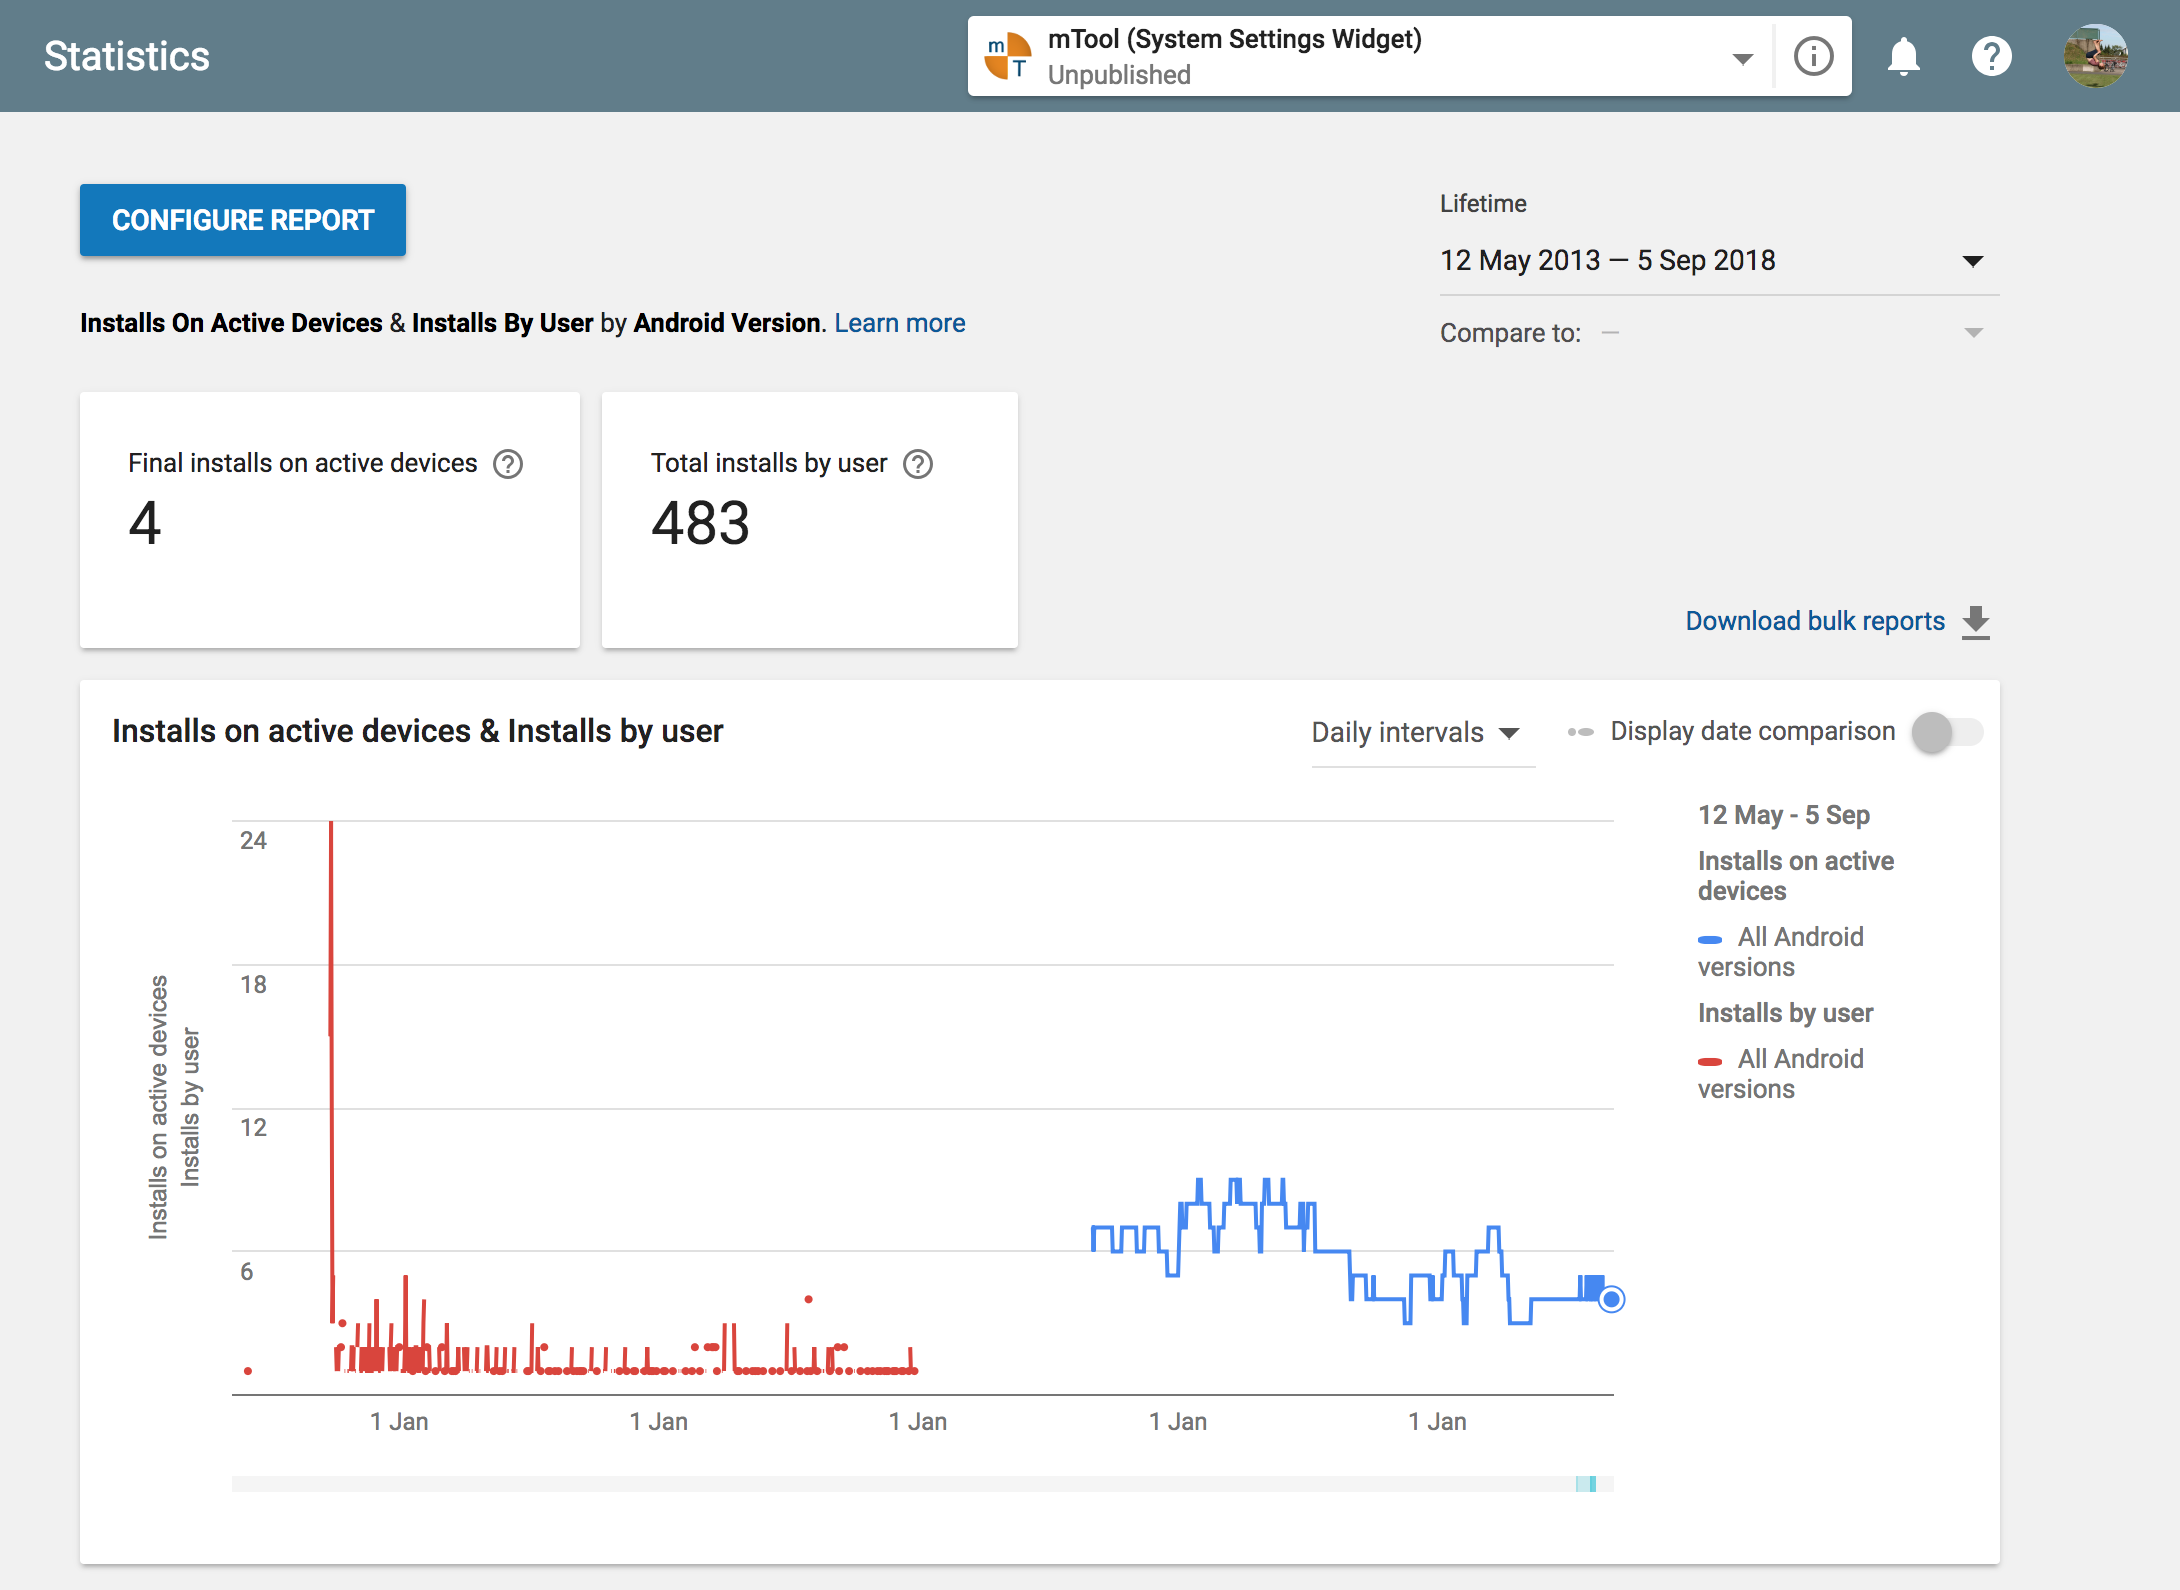 Statistics
m
T
mTool (System Settings Widget)
Unpublished
CONFIGURE REPORT
Lifetime
12 May 2013 — 5 Sep 2018
Compare to: —
Installs On Active Devices & Installs By User by Android Version. Learn more
Final installs on active devices
4
Total installs by user
483
Download bulk reports
Installs on active devices & Installs by user
Daily intervals
Display date comparison
24
18
12
6
Installs on active devices
Installs by user
1 Jan
1 Jan
1 Jan
1 Jan
1 Jan
12 May - 5 Sep
Installs on active
devices
All Android
versions
Installs by user
All Android
versions